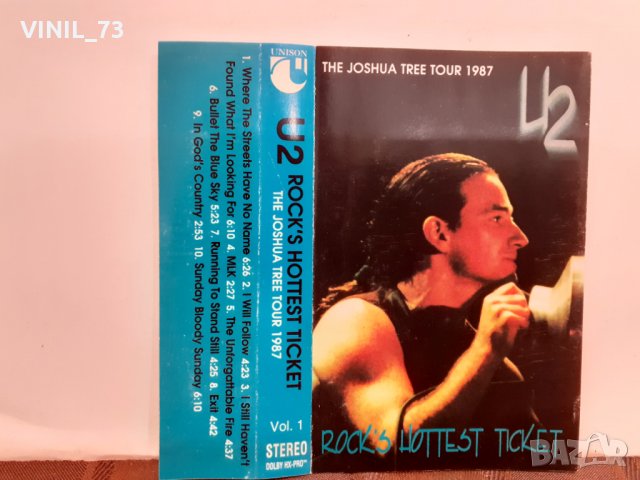 VINIL_73
1. Where The Streets Have No Name 6:26 2. I Will Follow 4:23 3. I Still Haven't
Found What I'm Looking For 6:10 4. MLK 2:27 5. The Unforgattable Fire 4:37
6. Bullet The Blue Sky 5:23 7. Running To Stand Still 4:25 8. Exit 4:42
9. In God's Country 2:53 10. Sunday Bloody Sunday 6:10
UNISON
U2 ROCK'S HOTTEST TICKET
THE JOSHUA TREE TOUR 1987
Vol. 1
STEREO
DOLBY HX-PRO™
THE JOSHUA TREE TOUR 1987
U2
ROCK'S HOTTEST TICKET
BAZAR
bg